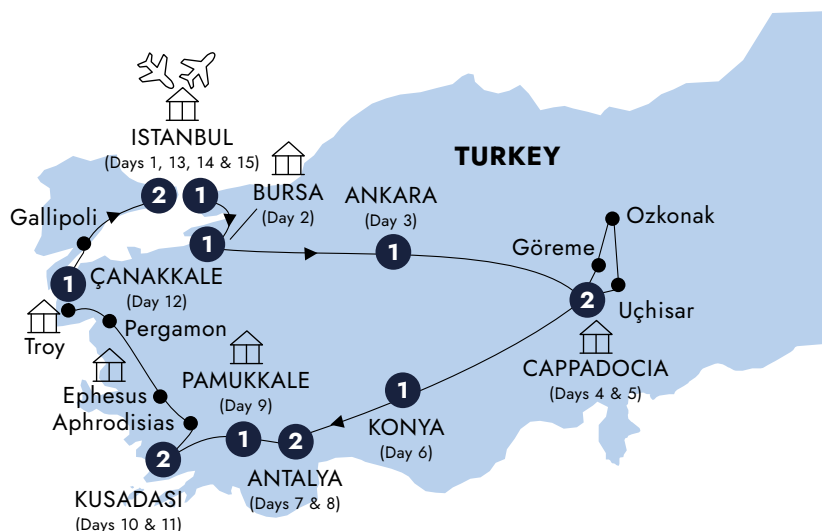 ISTANBUL
(Days 1, 13, 14 & 15)
TURKEY
2
1
BURSA
(Day 2)
ANKARA
(Day 3)
Ozkonak
Gallipoli
1
1
Göreme
1
ÇANAKKALE
(Day 12)
2
Uçhisar
Troy
Pergamon
CAPPADOCIA
(Days 4 & 5)
PAMUKKALE
(Day 9)
Ephesus
Aphrodisias
1
KONYA
(Day 6)
2
1
2
ANTALYA
(Days 7 & 8)
KUSADASI
(Days 10 & 11)